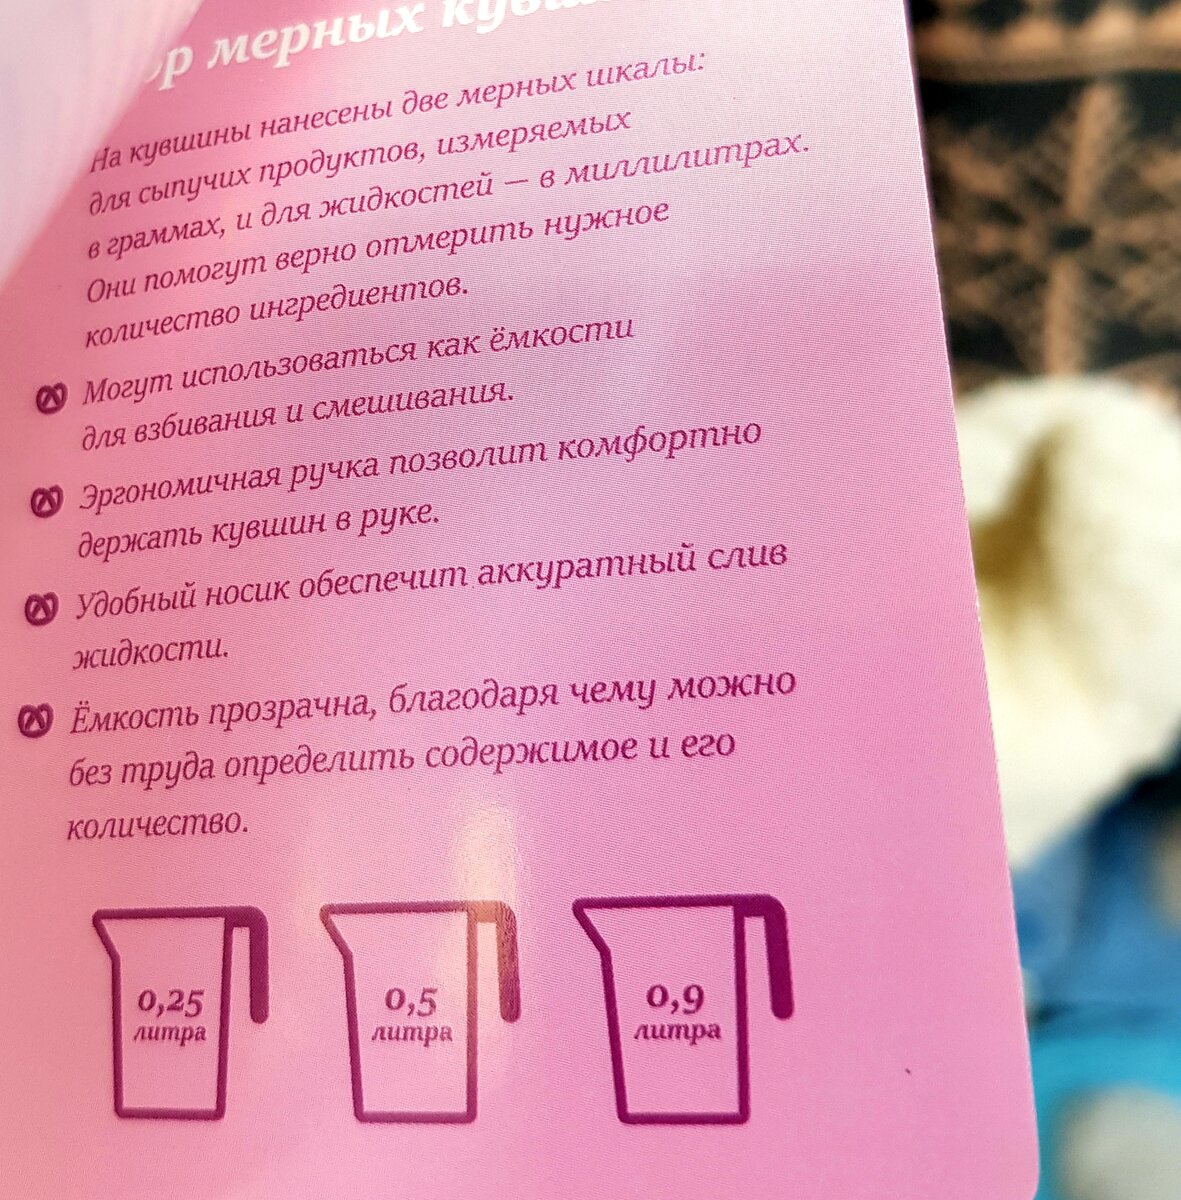 мерных
На кувшины нанесены две мерных шкалы:
для сыпучих продуктов, измеряемых
в граммах, и для жидкостей — в миллилитрах.
Они помогут верно отмерить нужное
количество ингредиентов.
Могут использоваться как ёмкости
для взбивания и смешивания.
Эргономичная ручка позволит комфортно
держать кувшин в руке.
Удобный носик обеспечит аккуратный слив
жидкости.
Ёмкость прозрачна, благодаря чему можно
без труда определить содержимое и его
количество.
0,25 0,5 0,9
литра литра литра